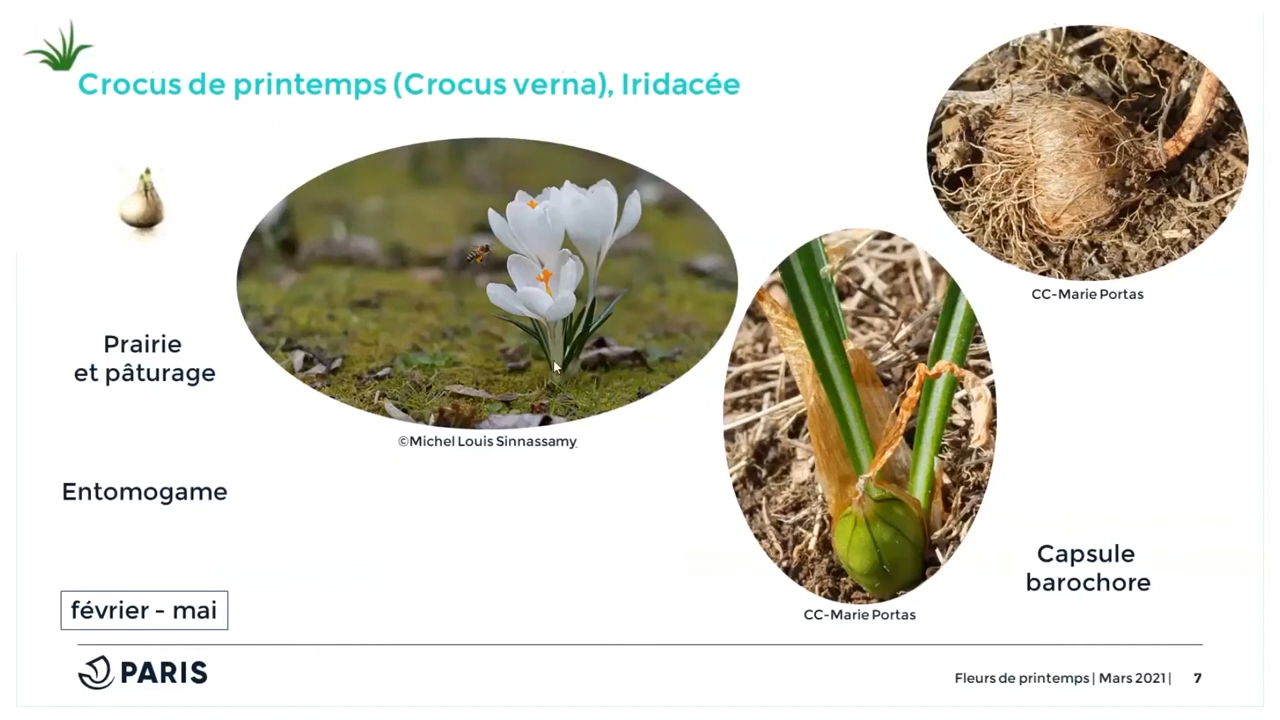 Crocus de printemps (Crocus verna), Iridacée
CC-Marie Portas
Prairie
et pâturage
©Michel Louis Sinnassamy
Entomogame
Capsule
barochore
février - mai
CC-Marie Portas
PARIS
Fleurs de printemps | Mars 2021 | 7